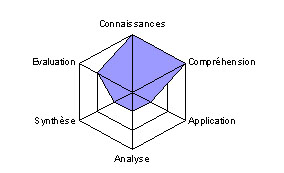 Connaissances
Evaluation
Compréhension
Synthèse
Application
Analyse